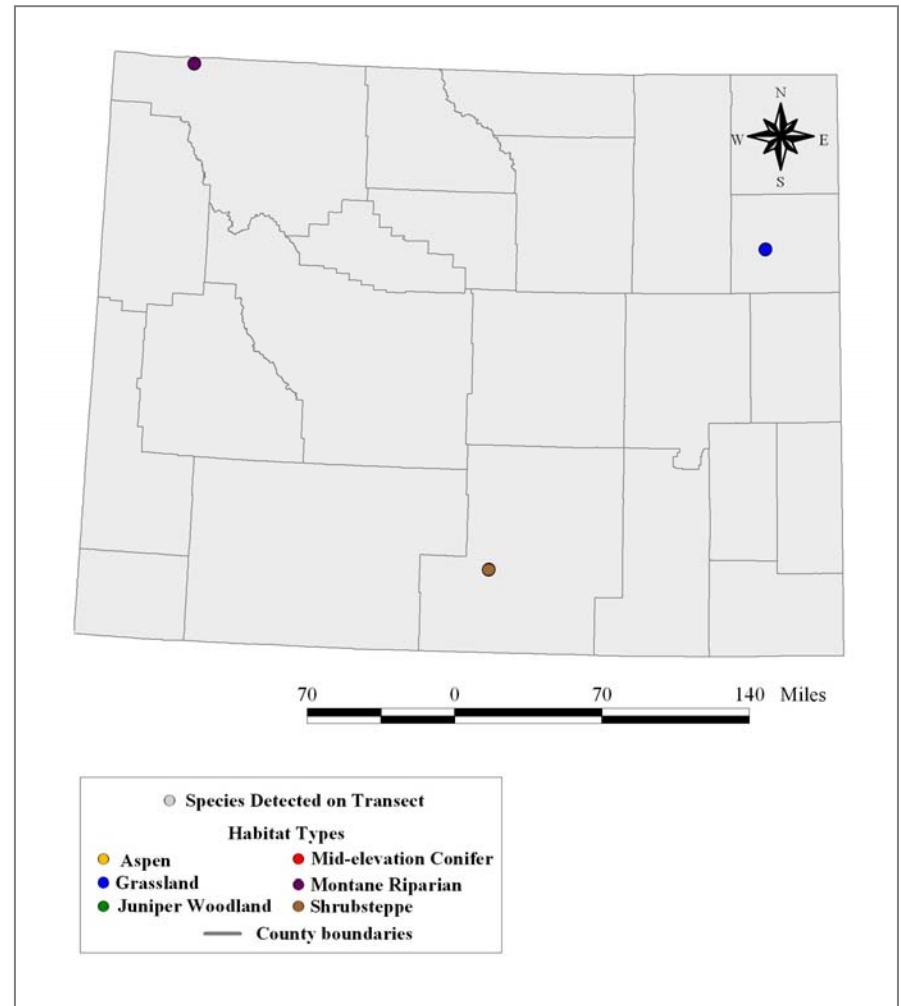 N
W E
S
70 0 70 140 Miles
Species Detected on Transect
Habitat Types
Aspen Mid-elevation Conifer
Grassland Montane Riparian
Juniper Woodland Shrubsteppe
County boundaries